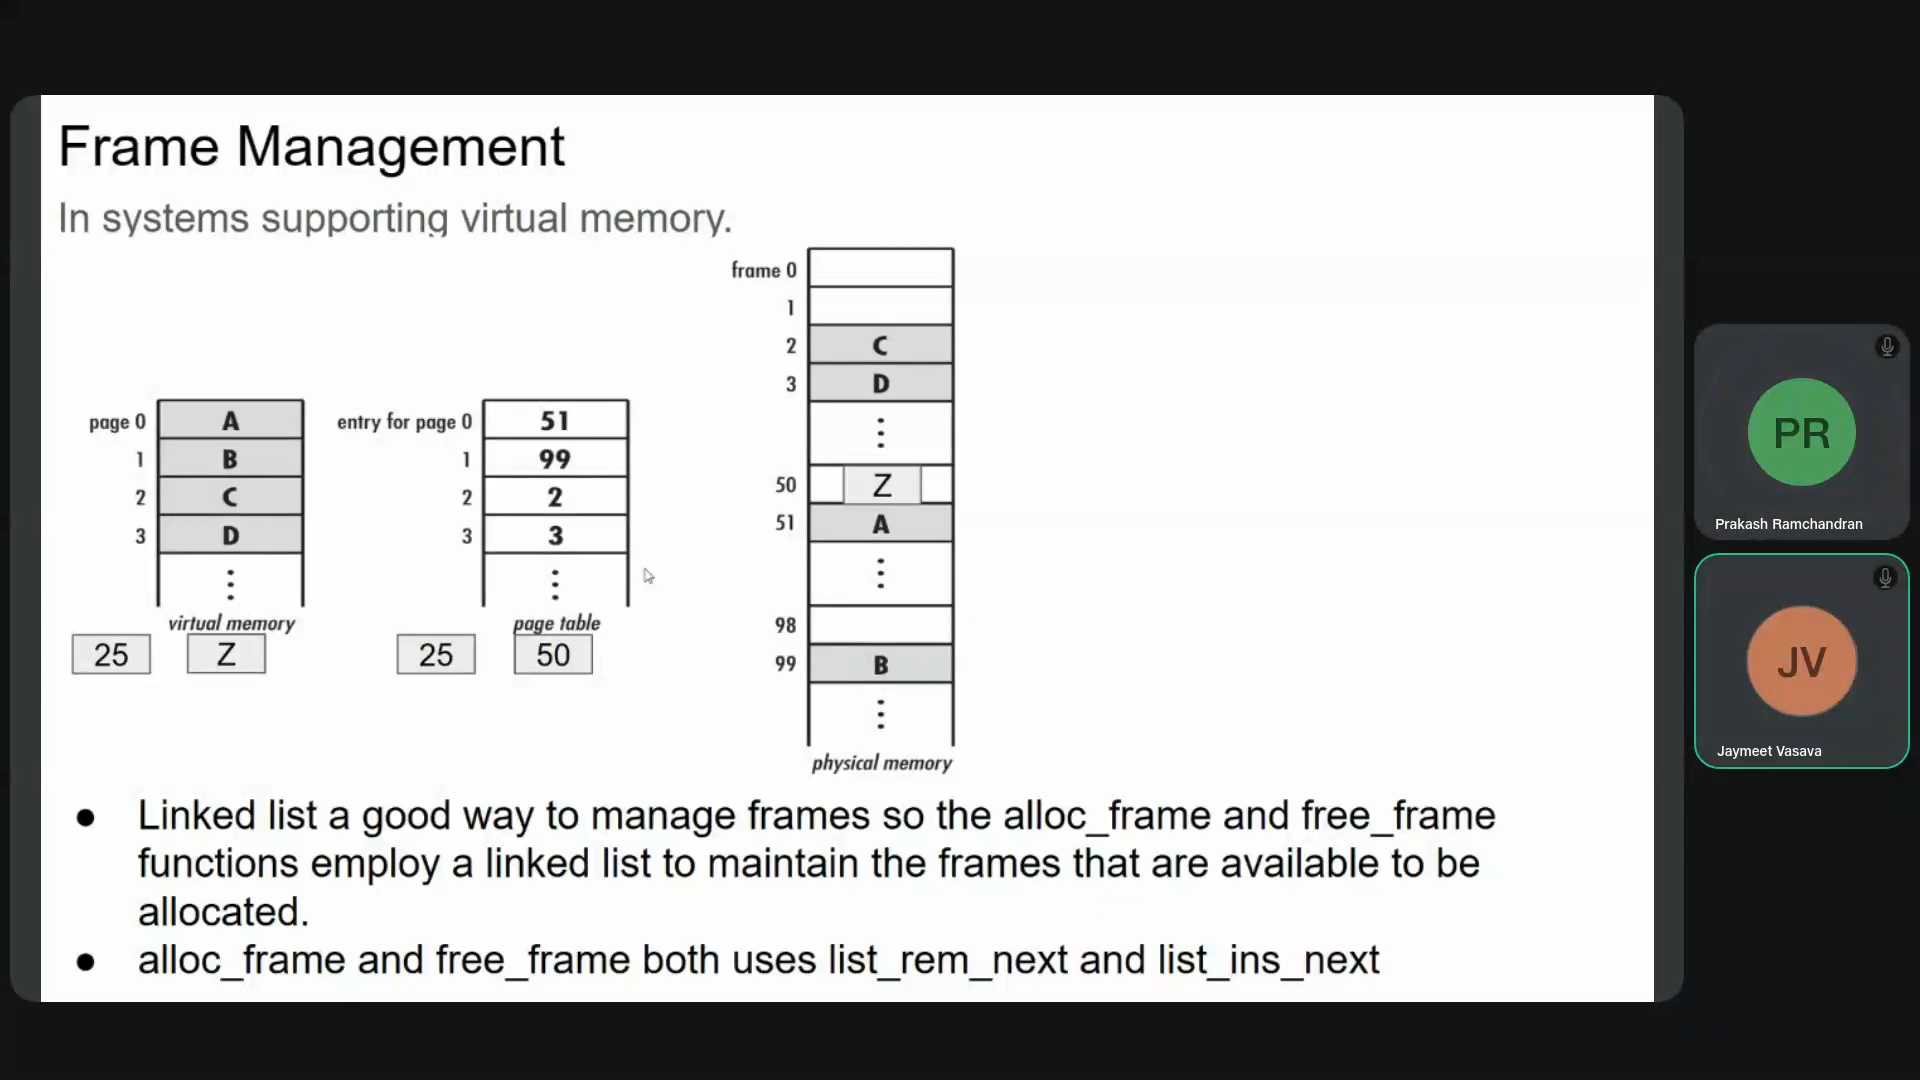 Frame Management
In systems supporting virtual memory.
frame 0
1
2 C
3 D
50 Z
51 A
98
99 B
physical memory
page 0 A
1 B
2 C
3 D
virtual memory
25 Z
entry for page 0 51
1 99
2 2
3 3
page table
25 50
● Linked list a good way to manage frames so the alloc_frame and free_frame
functions employ a linked list to maintain the frames that are available to be
allocated.
● alloc_frame and free_frame both uses list_rem_next and list_ins_next
PR
Prakash Ramchandran
JV
Jaymeet Vasava